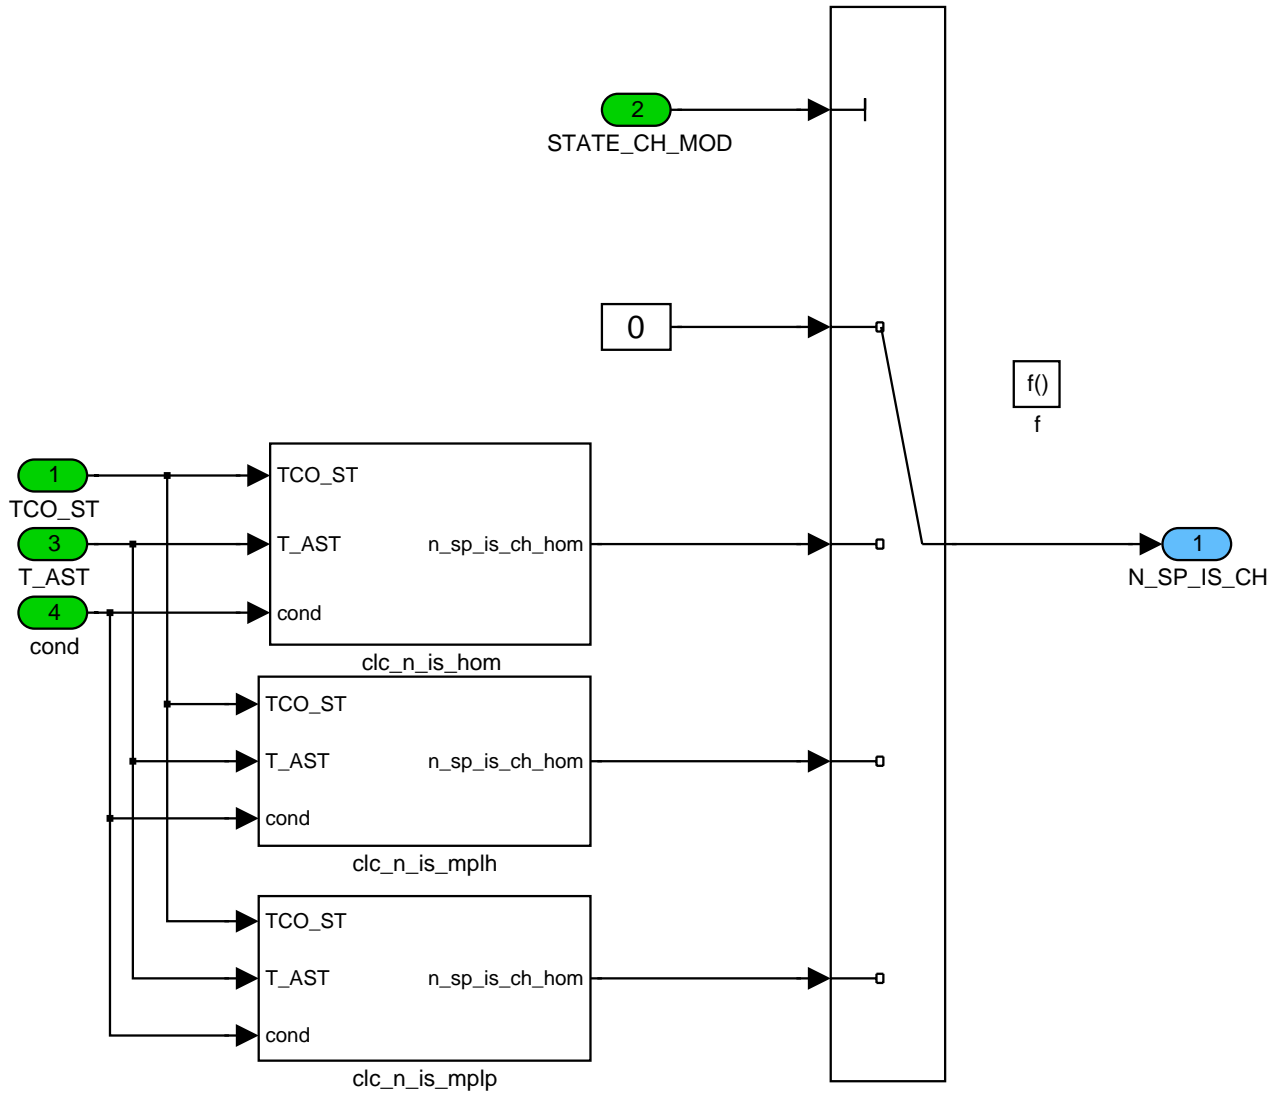 2
STATE_CH_MOD
0
f()
f
1
TCO_ST
3
T_AST
4
cond
TCO_ST
T_AST
n_sp_is_ch_hom
cond
clc_n_is_hom
1
N_SP_IS_CH
TCO_ST
T_AST
n_sp_is_ch_hom
cond
clc_n_is_mplh
TCO_ST
T_AST
n_sp_is_ch_hom
cond
clc_n_is_mplp